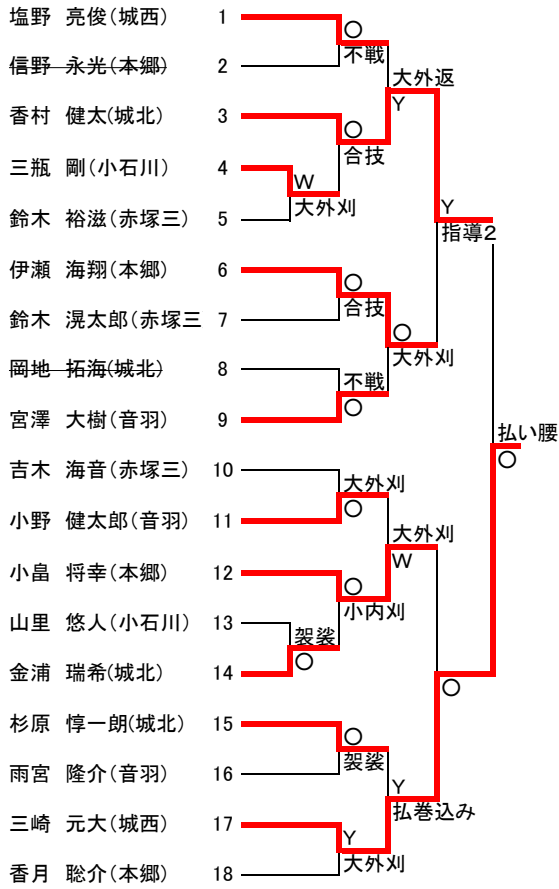 塩野 亮俊(城西) 1
○
不戦
信野 永光(本郷) 2
大外返
Y
香村 健太(城北) 3
○
合技
三瓶 剛(小石川) 4
W
大外刈
鈴木 裕滋(赤塚三) 5
Y
指導2
伊瀬 海翔(本郷) 6
○
合技
鈴木 滉太郎(赤塚三 7
○
大外刈
岡地 拓海(城北) 8
不戦
○
宮澤 大樹(音羽) 9
払い腰
○
吉木 海音(赤塚三) 10
大外刈
○
小野 健太郎(音羽) 11
大外刈
W
小畠 将幸(本郷) 12
○
小内刈
山里 悠人(小石川) 13
袈裟
○
金浦 瑞希(城北) 14
○
杉原 惇一朗(城北) 15
○
袈裟
雨宮 隆介(音羽) 16
Y
払巻込み
三崎 元大(城西) 17
Y
大外刈
香月 聡介(本郷) 18